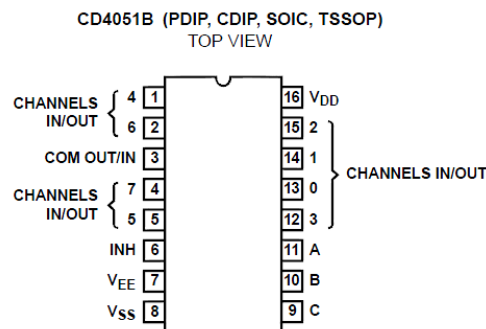 CD4051B (PDIP, CDIP, SOIC, TSSOP)
TOP VIEW
CHANNELS IN/OUT
4 1
6 2
COM OUT/IN 3
CHANNELS IN/OUT
7 4
5 5
INH 6
VEE 7
VSS 8
16 VDD
15 2
14 1
13 0
12 3
CHANNELS IN/OUT
11 A
10 B
9 C